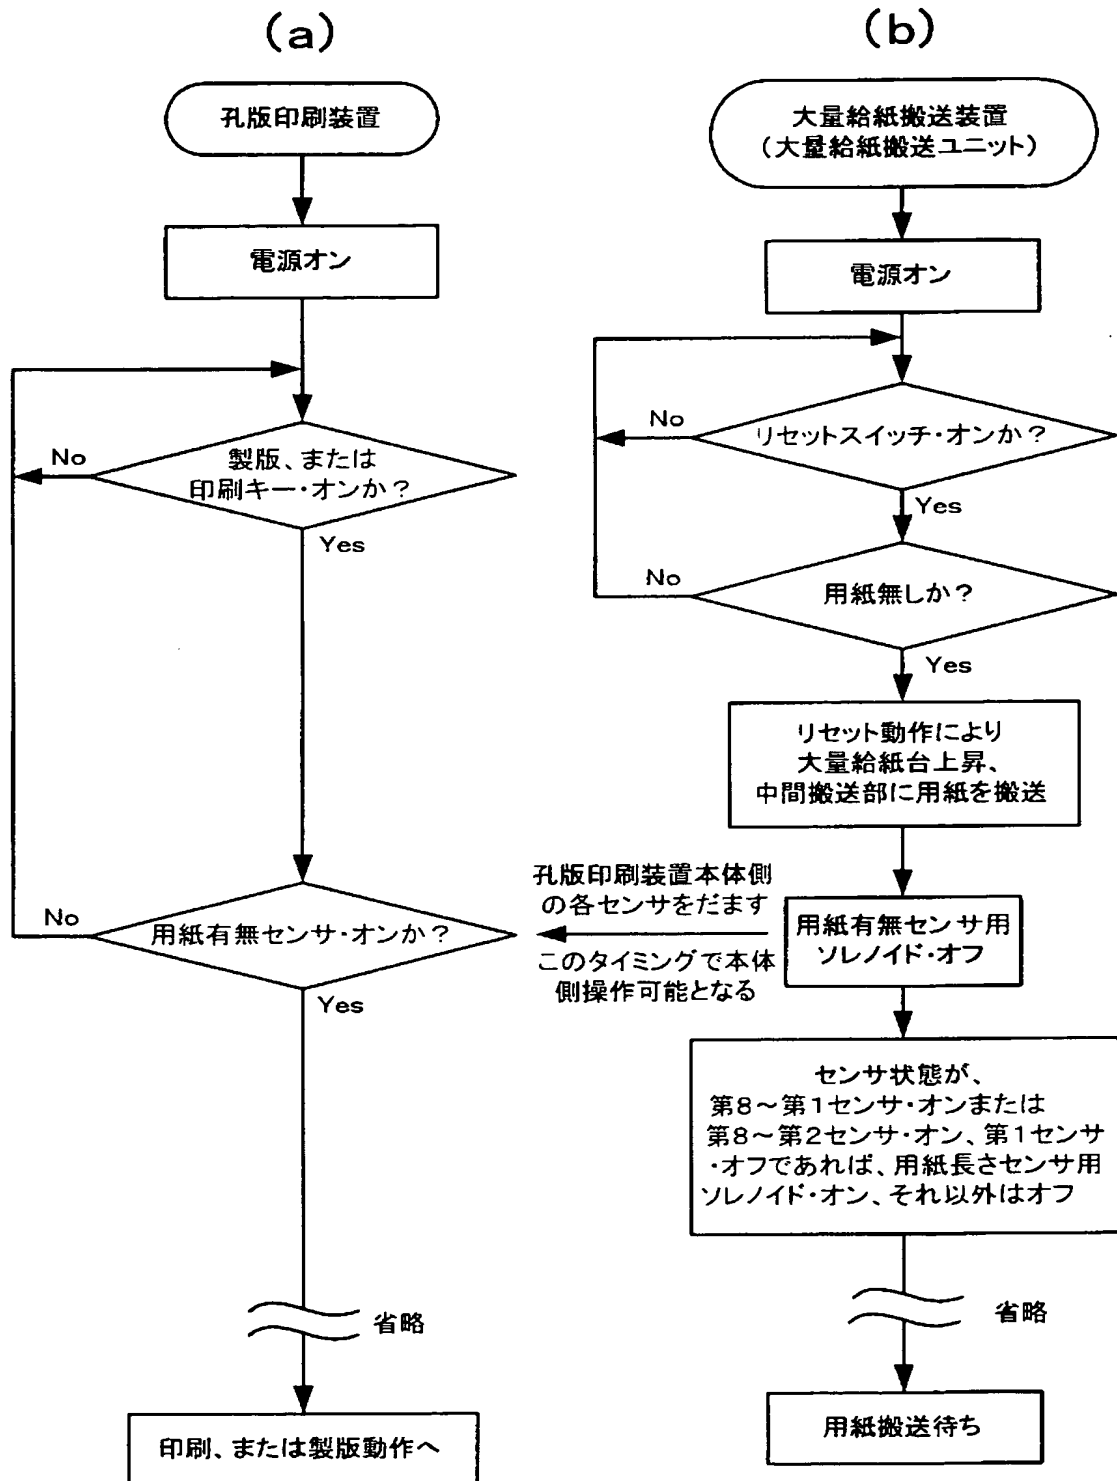 (a)
孔版印刷装置
電源オン
No
製版、または
印刷キー・オンか?
Yes
No
用紙有無センサ・オンか?
Yes
省略
印刷、または製版動作へ
(b)
大量給紙搬送装置
(大量給紙搬送ユニット)
電源オン
No
リセットスイッチ・オンか?
Yes
No
用紙無しか?
Yes
リセット動作により
大量給紙台上昇、
中間搬送部に用紙を搬送
孔版印刷装置本体側
の各センサをだます
このタイミングで本体
側操作可能となる
用紙有無センサ用
ソレノイド・オフ
センサ状態が、
第8~第1センサ・オンまたは
第8~第2センサ・オン、第1センサ
・オフであれば、用紙長さセンサ用
ソレノイド・オン、それ以外はオフ
省略
用紙搬送待ち